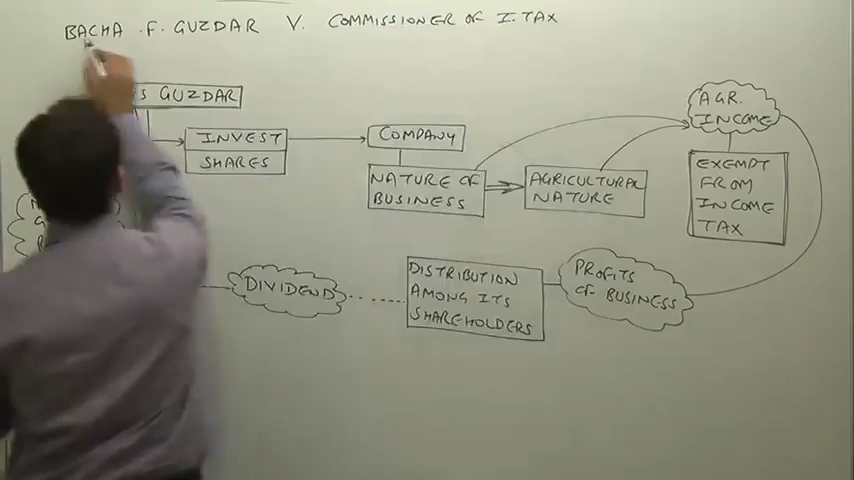 BACHA .F. GUZDAR V. COMMISSIONER OF I.TAX
S GUZDAR
INVEST
SHARES
COMPANY
NATURE OF
BUSINESS
AGRICULTURAL
NATURE
AGR.
INCOME
EXEMPT
FROM
INCOME
TAX
DIVIDEND
DISTRIBUTION
AMONG ITS
SHAREHOLDERS
PROFITS
OF BUSINESS